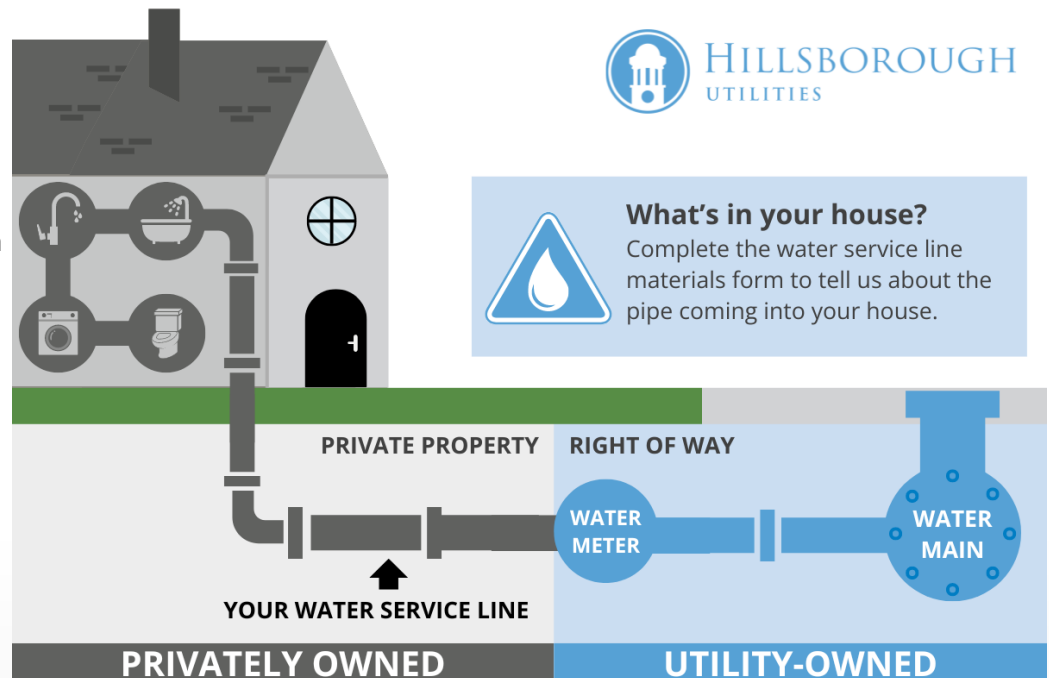 HILLSBOROUGH
UTILITIES
What's in your house?
Complete the water service line
materials form to tell us about the
pipe coming into your house.
PRIVATE PROPERTY
RIGHT OF WAY
WATER
METER
WATER
MAIN
YOUR WATER SERVICE LINE
PRIVATELY OWNED
UTILITY-OWNED